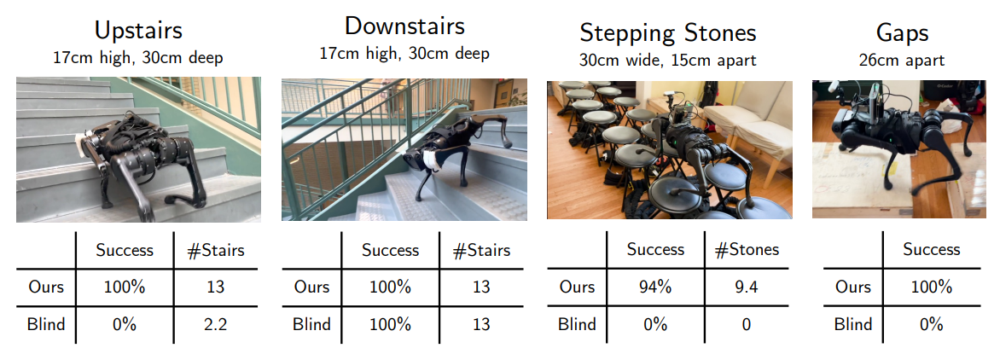 Upstairs
17cm high, 30cm deep
Success #Stairs
Ours 100% 13
Blind 0% 2.2
Downstairs
17cm high, 30cm deep
Success #Stairs
Ours 100% 13
Blind 100% 13
Stepping Stones
30cm wide, 15cm apart
Success #Stones
Ours 94% 9.4
Blind 0% 0
Gaps
26cm apart
Success
Ours 100%
Blind 0%